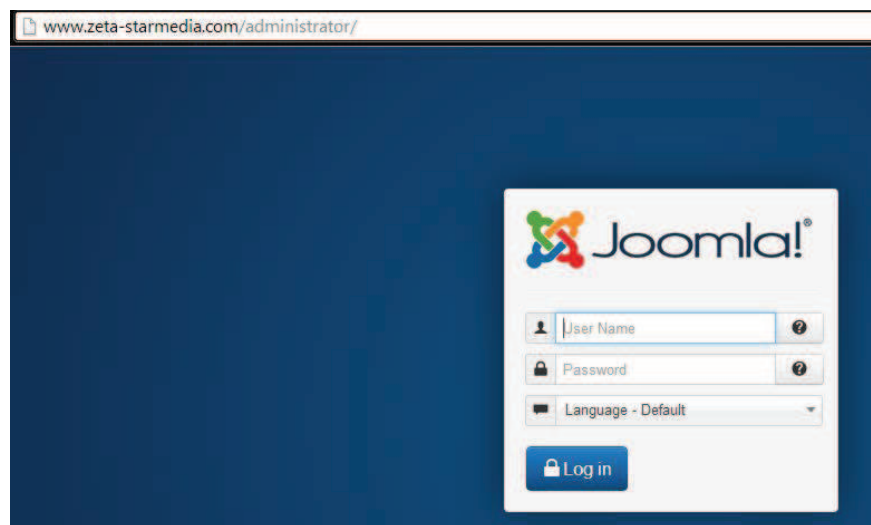 www.zeta-starmedia.com/administrator/
Joomla!®
User Name
Password
Language - Default
Log in